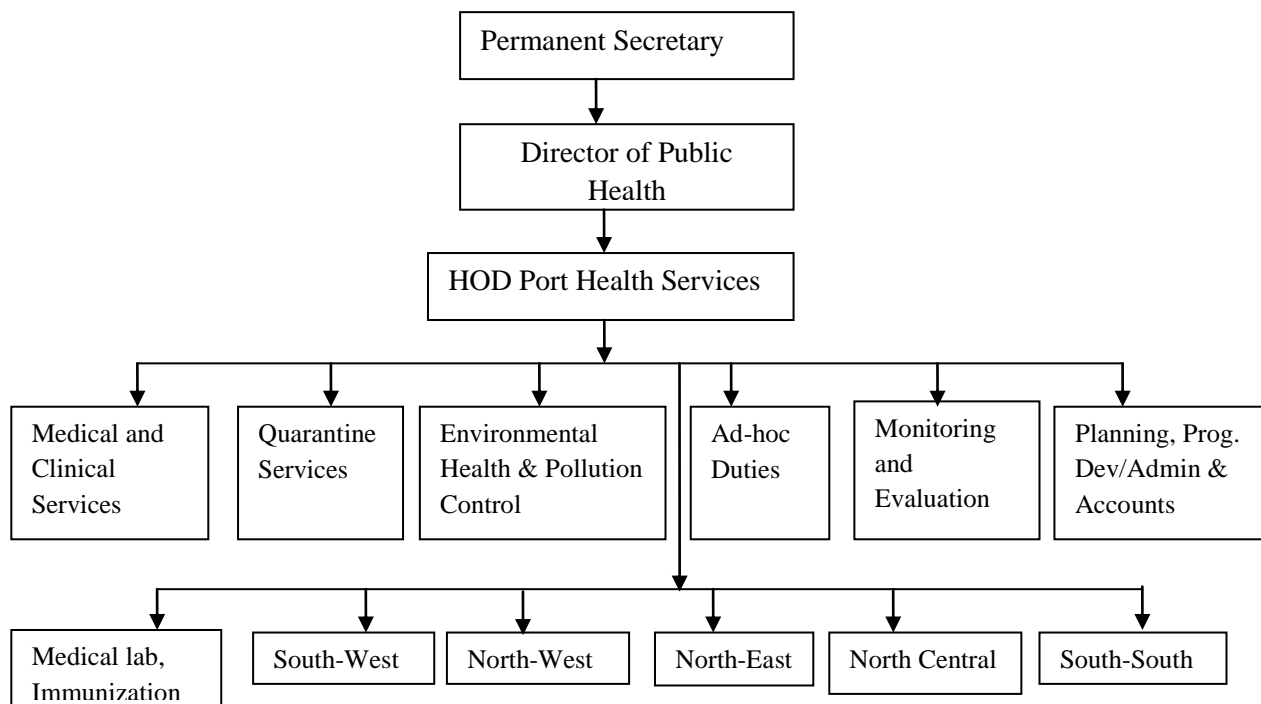 Permanent Secretary
Director of Public
Health
HOD Port Health Services
Medical and
Clinical
Services
Quarantine
Services
Environmental
Health & Pollution
Control
Ad-hoc
Duties
Monitoring
and
Evaluation
Planning, Prog.
Dev/Admin &
Accounts
Medical lab,
Immunization
South-West
North-West
North-East
North Central
South-South